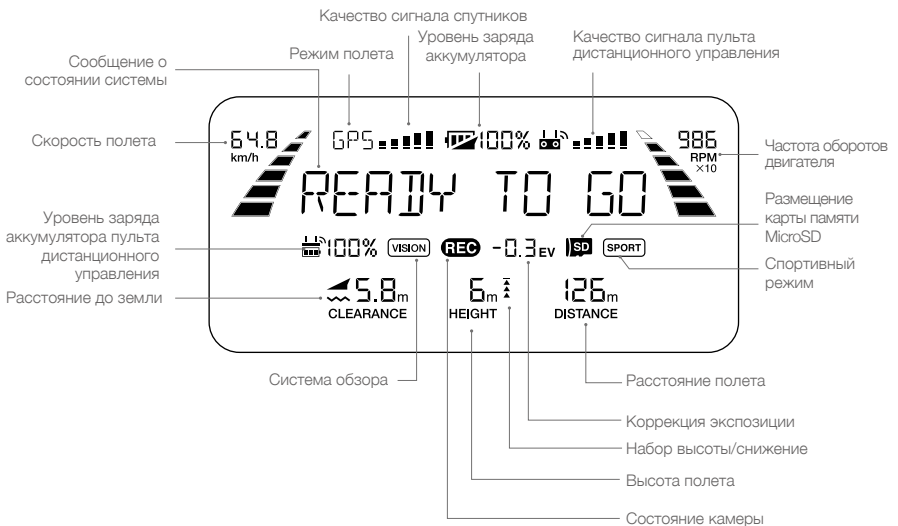 Качество сигнала спутников
Режим полета
Уровень заряда
аккумулятора
Качество сигнала пульта
дистанционного управления
Сообщение о
состоянии системы
Скорость полета
64.8
km/h
GPS
100%
986
RPM
×10
Частота оборотов
двигателя
READY TO GO
Размещение
карты памяти
MicroSD
Уровень заряда
аккумулятора пульта
дистанционного
управления
100% VISION REC -0.3 EV SD SPORT
Спортивный
режим
Расстояние до земли
5.8m
CLEARANCE
6m
HEIGHT
126m
DISTANCE
Система обзора
Расстояние полета
Коррекция экспозиции
Набор высоты/снижение
Высота полета
Состояние камеры